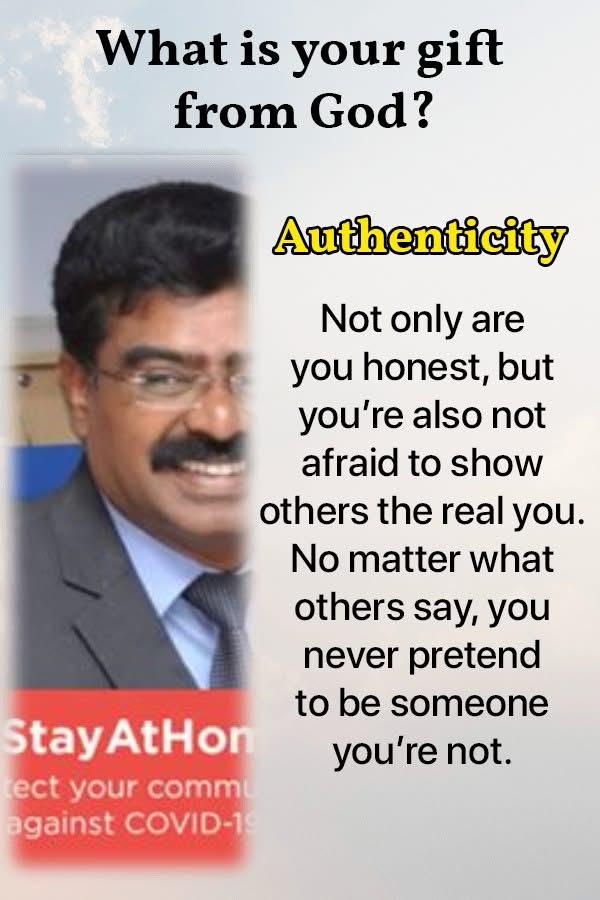 What is your gift
from God?
Authenticity
Not only are
you honest, but
you're also not
afraid to show
others the real you.
No matter what
others say, you
never pretend
to be someone
you're not.
StayAtHom
tect your commu
against COVID-19